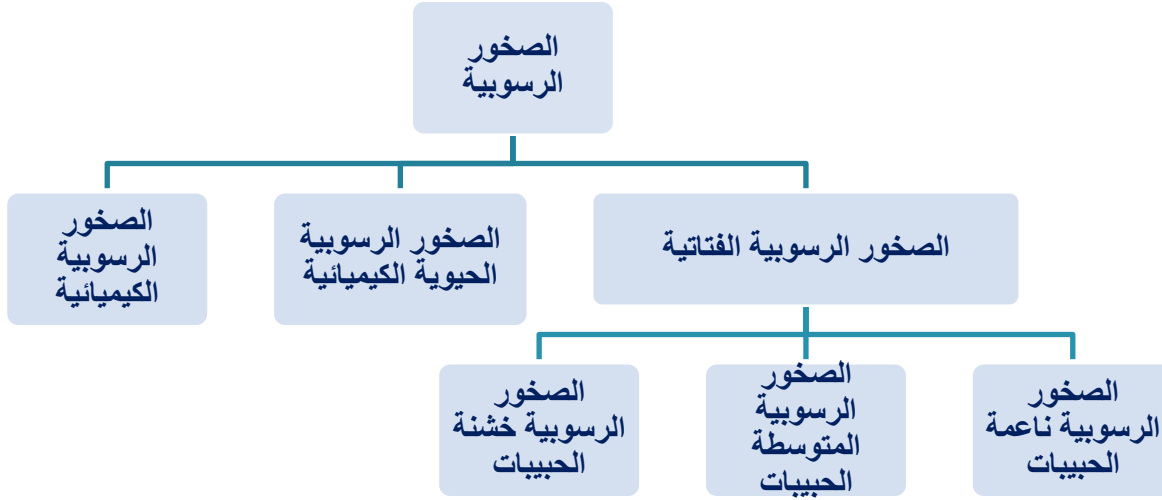 الصخور
الرسوبية
الصخور الرسوبية الفتاتية
الصخور الرسوبية
الحيوية الكيميائية
الصخور
الرسوبية
الكيميائية
الصخور
الرسوبية ناعمة
الحبيبات
الصخور
الرسوبية
المتوسطة
الحبيبات
الصخور
الرسوبية خشنة
الحبيبات